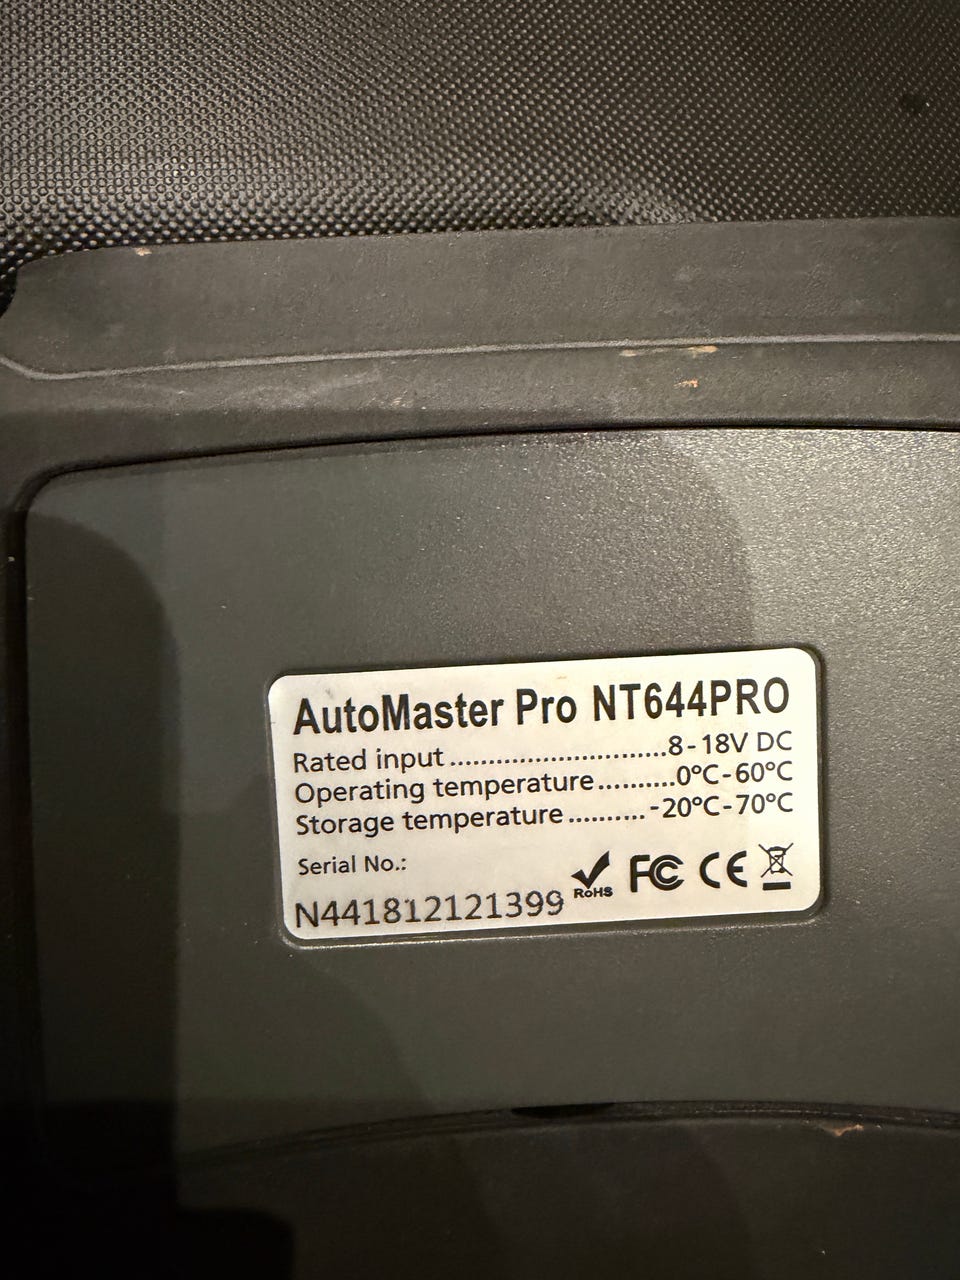 AutoMaster Pro NT644PRO
Rated input...........................8-18V DC
Operating temperature..........0°C-60°C
Storage temperature..........-20°C-70°C
Serial No.:
N441812121399
RoHS FC CE